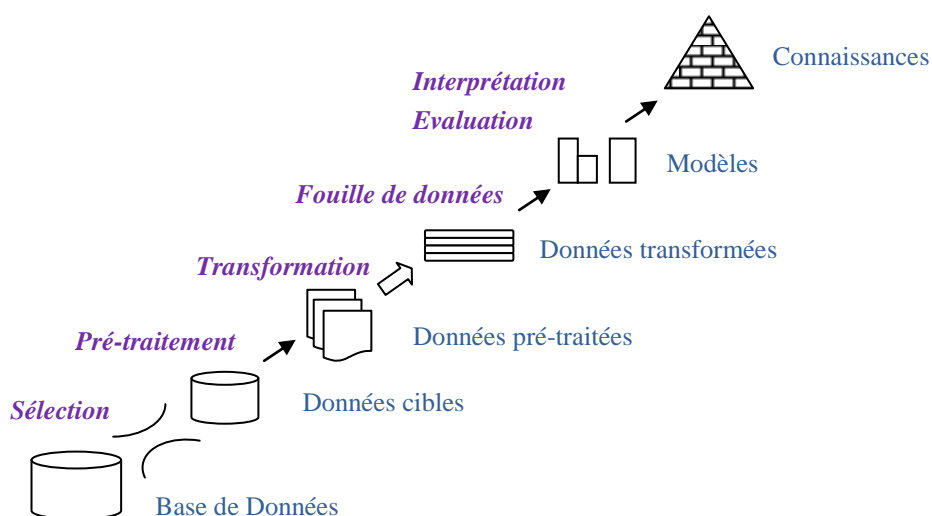 Connaissances
Interprétation
Evaluation
Modèles
Fouille de données
Données transformées
Transformation
Données pré-traitées
Pré-traitement
Données cibles
Sélection
Base de Données